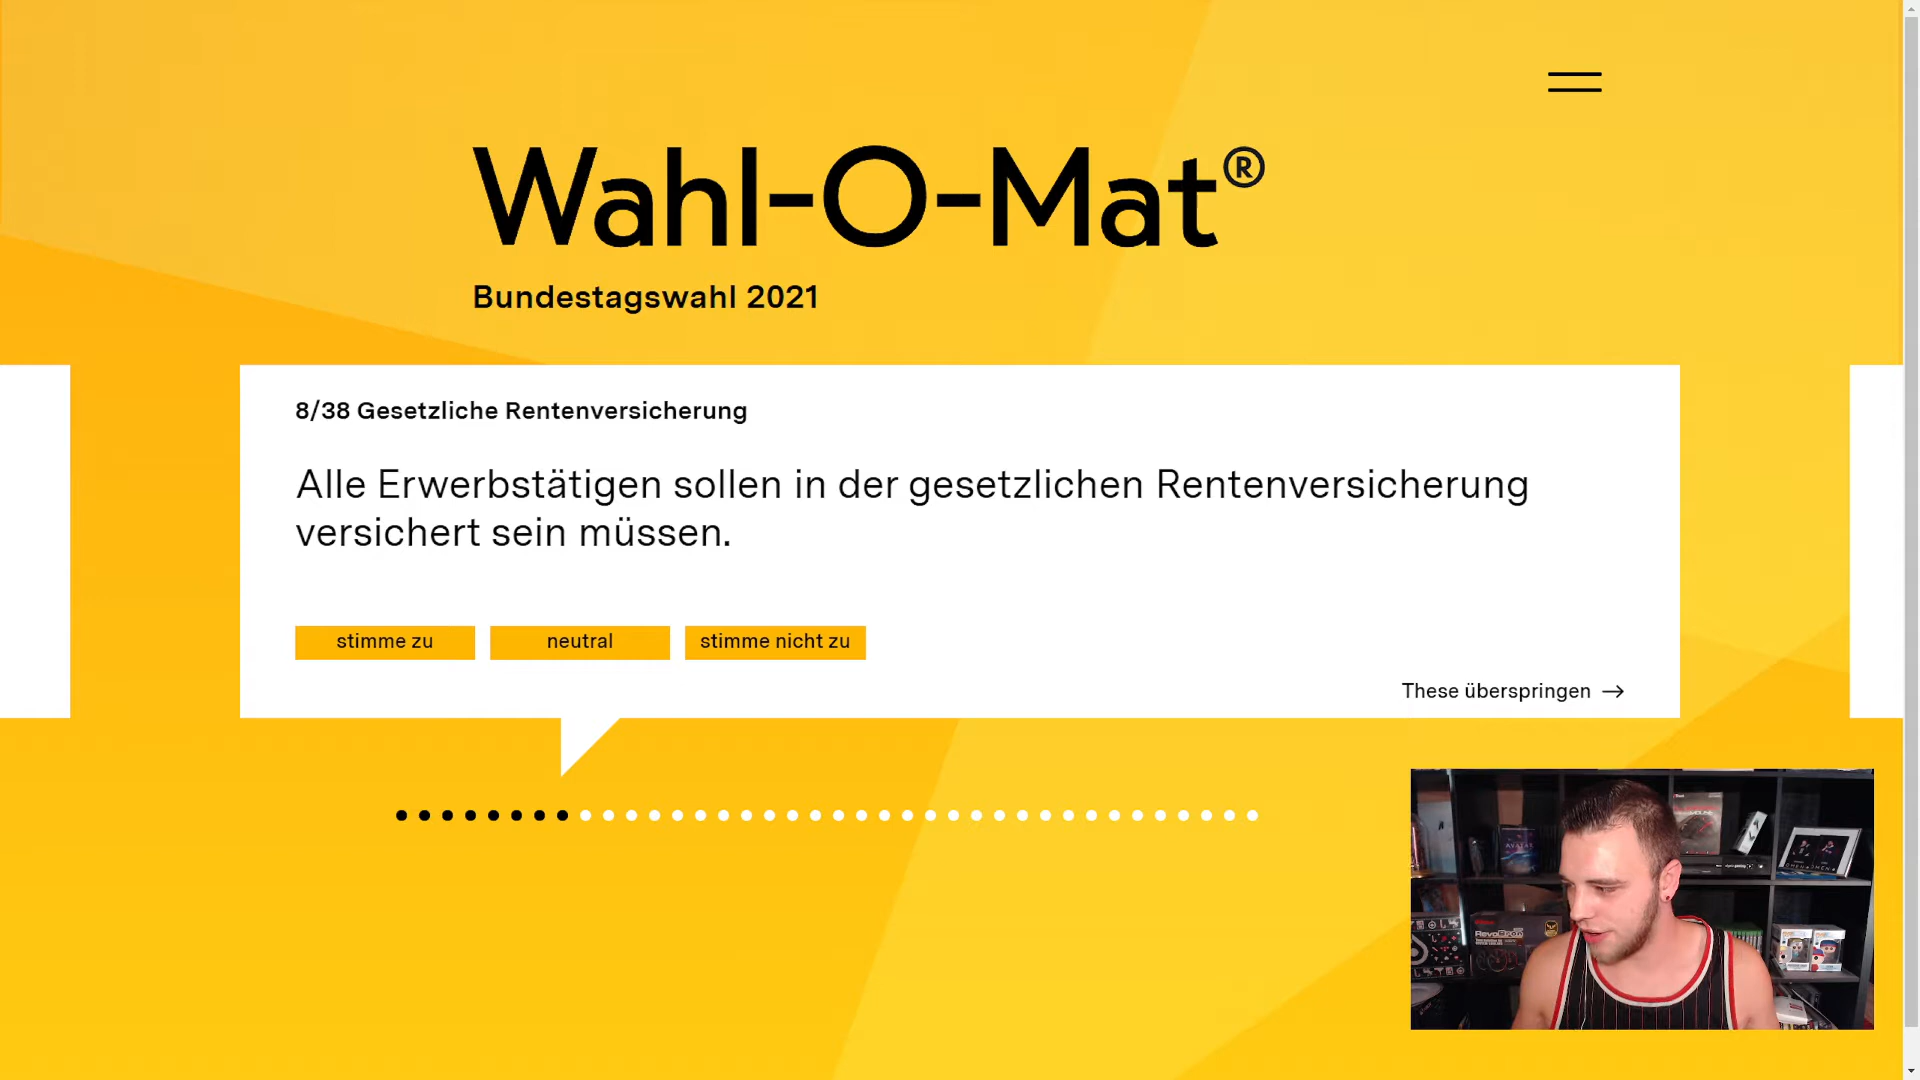 Wahl-O-Mat®
Bundestagswahl 2021
8/38 Gesetzliche Rentenversicherung
Alle Erwerbstätigen sollen in der gesetzlichen Rentenversicherung
versichert sein müssen.
stimme zu
neutral
stimme nicht zu
These überspringen →
AVATAR